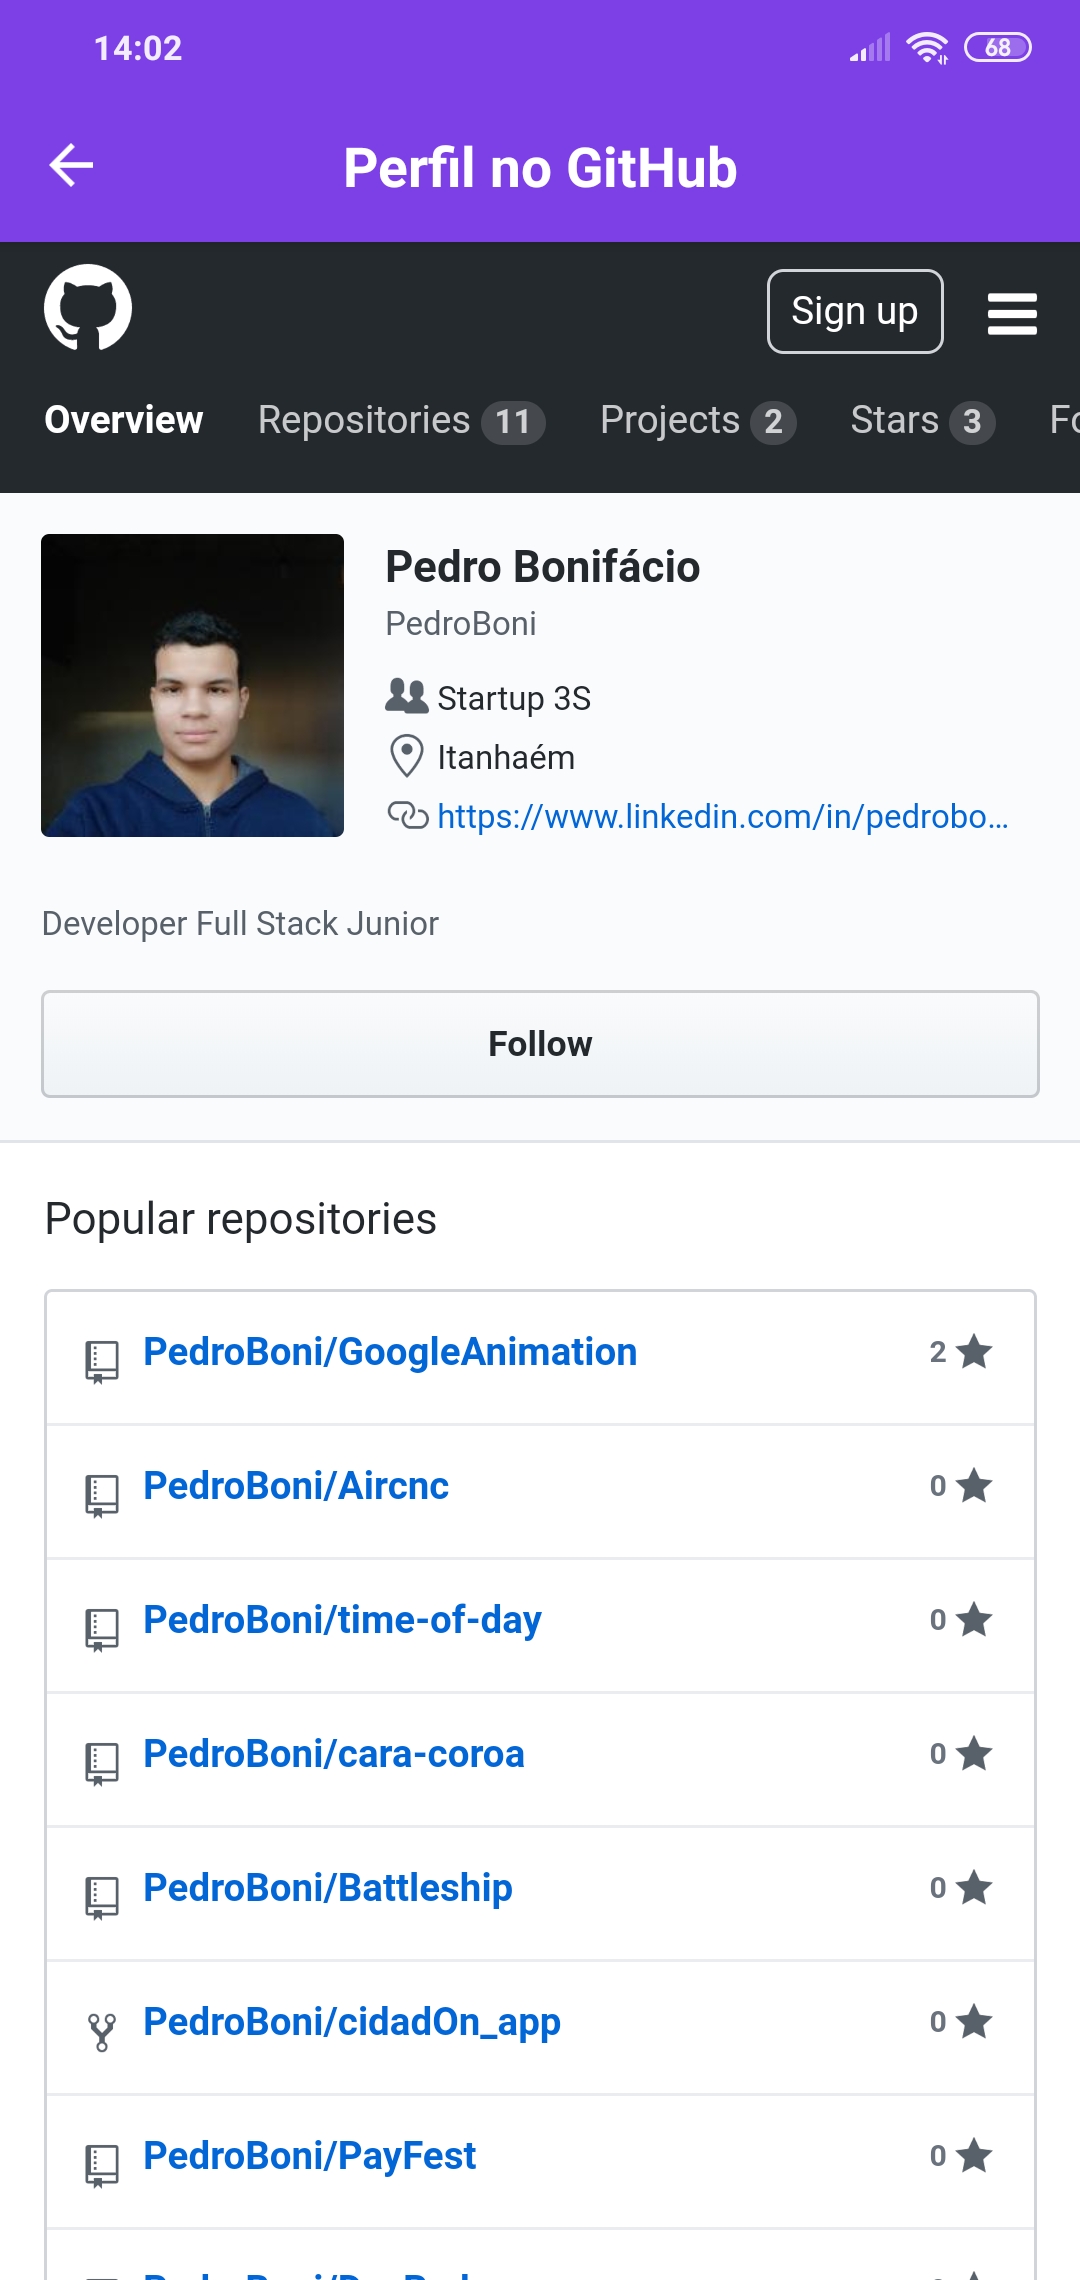 14:02
68
Perfil no GitHub
Sign up
Overview Repositories 11 Projects 2 Stars 3
Pedro Bonifácio
PedroBoni
Startup 3S
Itanhaém
https://www.linkedin.com/in/pedrobo...
Developer Full Stack Junior
Follow
Popular repositories
PedroBoni/GoogleAnimation 2
PedroBoni/Aircnc 0
PedroBoni/time-of-day 0
PedroBoni/cara-coroa 0
PedroBoni/Battleship 0
PedroBoni/cidadOn_app 0
PedroBoni/PayFest 0